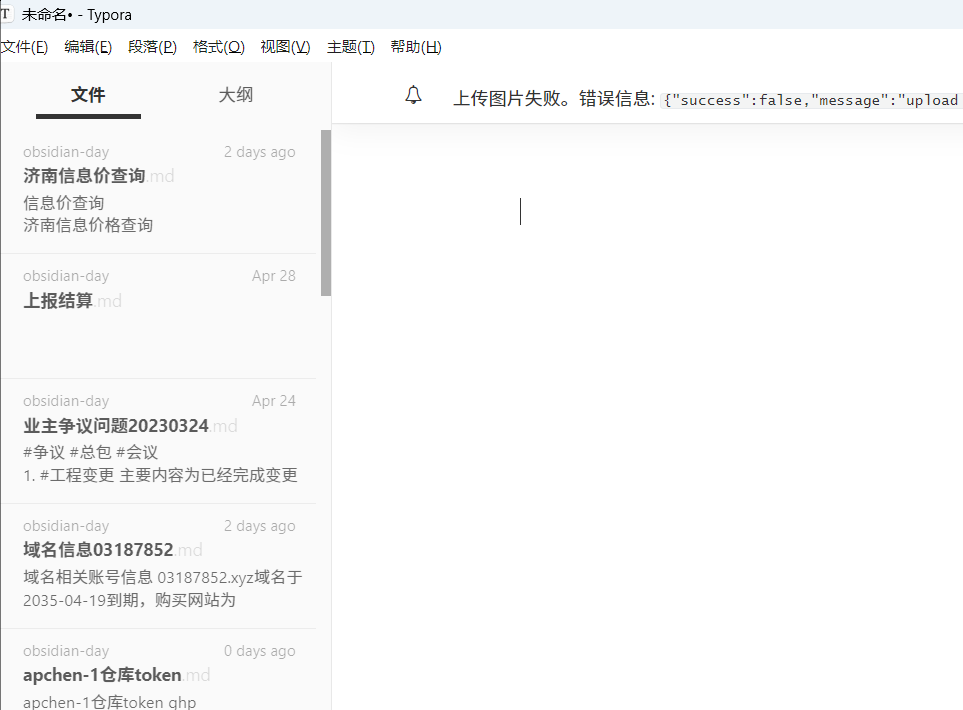 T 未命名• - Typora
文件(F) 编辑(E) 段落(P) 格式(O) 视图(V) 主题(T) 帮助(H)
文件 大纲
上传图片失败。错误信息: {"success":false,"message":"upload
obsidian-day 2 days ago
济南信息价查询.md
信息价查询
济南信息价格查询
obsidian-day Apr 28
上报结算.md
obsidian-day Apr 24
业主争议问题20230324.md
#争议 #总包 #会议
1. #工程变更 主要内容为已经完成变更
obsidian-day 2 days ago
域名信息03187852.md
域名相关账号信息 03187852.xyz域名于
2035-04-19到期，购买网站为
obsidian-day 0 days ago
apchen-1仓库token.md
apchen-1仓库token ghp